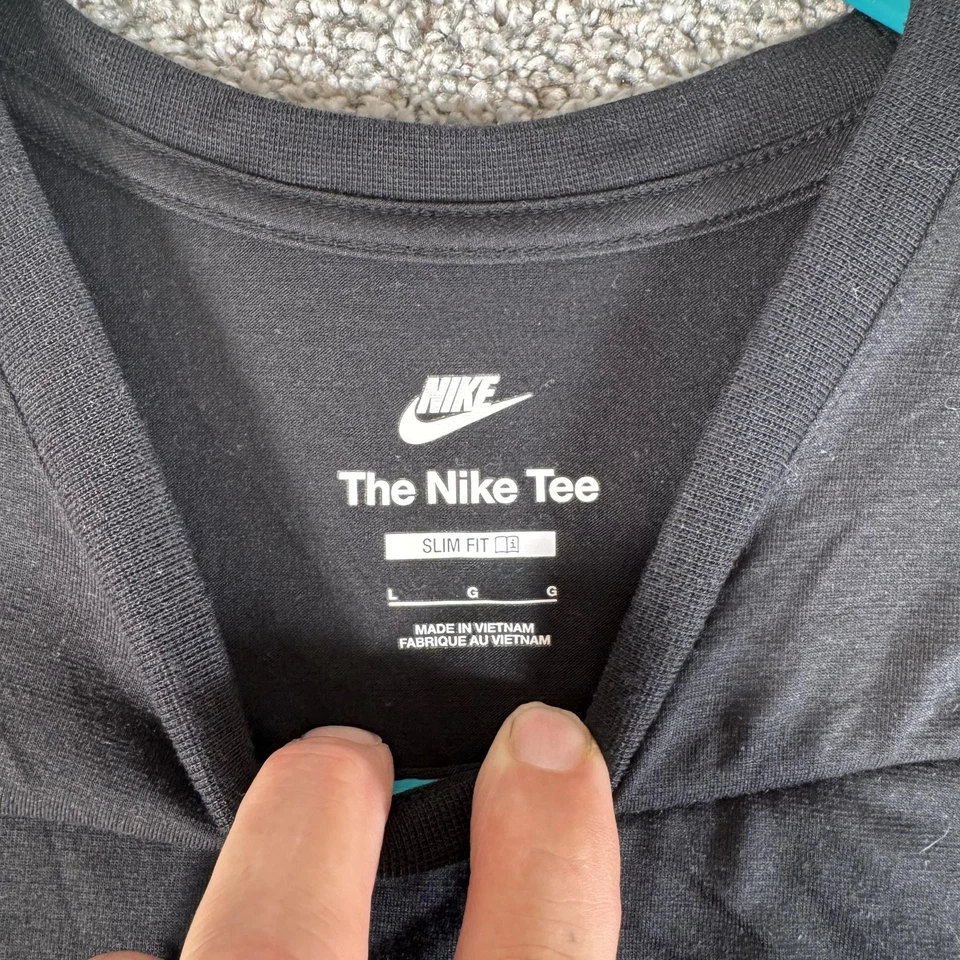 NIKE
The Nike Tee
SLIM FIT
L G G
MADE IN VIETNAM
FABRIQUE AU VIETNAM